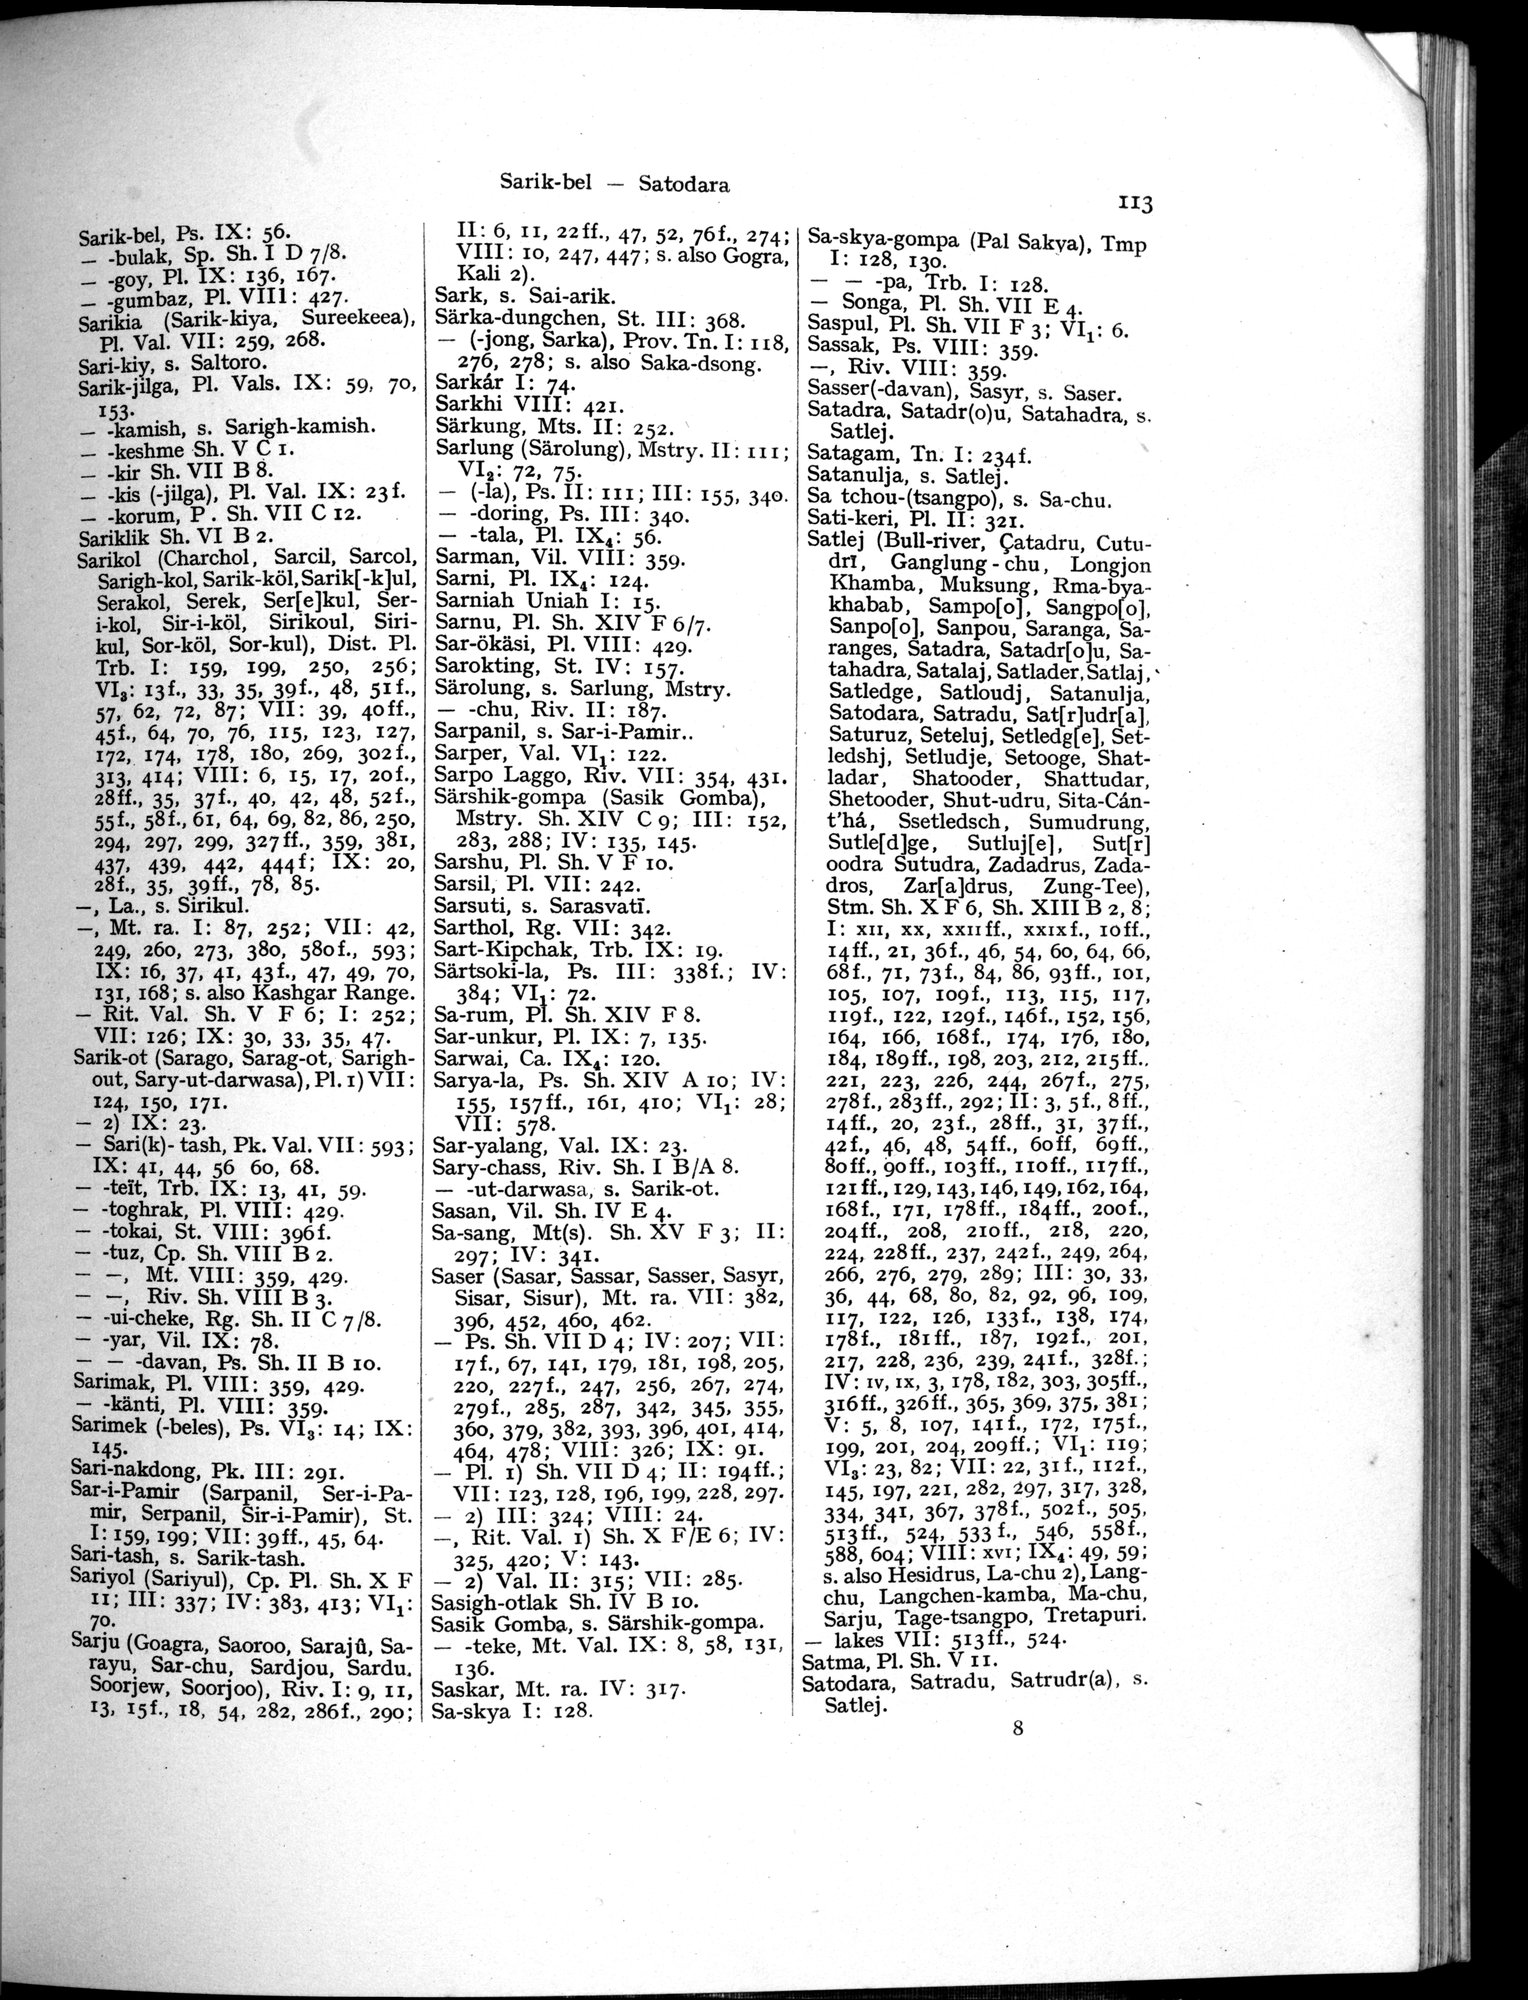 Sarik-bel — Satodara
113
Sarik-bel, Ps. IX: 56.
— -bulak, Sp. Sh. I D 7/8.
— -goy, Pl. IX: 136, 167.
— -gumbaz, Pl. VIII: 427.
Sarikia (Sarik-kiya, Sureekeea),
Pl. Val. VII: 259, 268.
Sari-kiy, s. Saltoro.
Sarik-jilga, Pl. Vals. IX: 59, 70,
153.
— -kamish, s. Sarigh-kamish.
— -keshme Sh. V C 1.
— -kir Sh. VII B 8.
— -kis (-jilga), Pl. Val. IX: 23f.
— -korum, P . Sh. VII C 12.
Sariklik Sh. VI B 2.
Sarikol (Charchol, Sarcil, Sarcol,
Sarigh-kol, Sarik-köl, Sarik[-k]ul,
Serakol, Serek, Ser[e]kul, Ser-
i-kol, Sir-i-köl, Sirikoul, Siri-
kul, Sor-köl, Sor-kul), Dist. Pl.
Trb. I: 159, 199, 250, 256;
VI₃: 13f., 33, 35, 39f., 48, 51f.,
57, 62, 72, 87; VII: 39, 40ff.,
45f., 64, 70, 76, 115, 123, 127,
172, 174, 178, 180, 269, 302f.,
313, 414; VIII: 6, 15, 17, 20f.,
28ff., 35, 37f., 40, 42, 48, 52f.,
55f., 58f., 61, 64, 69, 82, 86, 250,
294, 297, 299, 327ff., 359, 381,
437, 439, 442, 444f; IX: 20,
28f., 35, 39ff., 78, 85.
—, La., s. Sirikul.
—, Mt. ra. I: 87, 252; VII: 42,
249, 260, 273, 380, 580f., 593;
IX: 16, 37, 41, 43f., 47, 49, 70,
131, 168; s. also Kashgar Range.
— Rit. Val. Sh. V F 6; I: 252;
VII: 126; IX: 30, 33, 35, 47.
Sarik-ot (Sarago, Sarag-ot, Sarigh-
out, Sary-ut-darwasa), Pl. 1) VII:
124, 150, 171.
— 2) IX: 23.
— Sari(k)-tash, Pk. Val. VII: 593;
IX: 41, 44, 56 60, 68.
— -teït, Trb. IX: 13, 41, 59.
— -toghrak, Pl. VIII: 429.
— -tokai, St. VIII: 396f.
— -tuz, Cp. Sh. VIII B 2.
— —, Mt. VIII: 359, 429.
— —, Riv. Sh. VIII B 3.
— -ui-cheke, Rg. Sh. II C 7/8.
— -yar, Vil. IX: 78.
— — -davan, Ps. Sh. II B 10.
Sarimak, Pl. VIII: 359, 429.
— -känti, Pl. VIII: 359.
Sarimek (-beles), Ps. VI₃: 14; IX:
145.
Sari-nakdong, Pk. III: 291.
Sar-i-Pamir (Sarpanil, Ser-i-Pa-
mir, Serpanil, Sir-i-Pamir), St.
I: 159, 199; VII: 39ff., 45, 64.
Sari-tash, s. Sarik-tash.
Sariyol (Sariyul), Cp. Pl. Sh. X F
11; III: 337; IV: 383, 413; VI₁:
70.
Sarju (Goagra, Saoroo, Sarajû, Sa-
rayu, Sar-chu, Sardjou, Sardu,
Soorjew, Soorjoo), Riv. I: 9, 11,
13, 15f., 18, 54, 282, 286f., 290;
II: 6, 11, 22ff., 47, 52, 76f., 274;
VIII: 10, 247, 447; s. also Gogra,
Kali 2).
Sark, s. Sai-arik.
Särka-dungchen, St. III: 368.
— (-jong, Sarka), Prov. Tn. I: 118,
276, 278; s. also Saka-dsong.
Sarkár I: 74.
Sarkhi VIII: 421.
Särkung, Mts. II: 252.
Sarlung (Särolung), Mstry. II: 111;
VI₂: 72, 75.
— (-la), Ps. II: 111; III: 155, 340.
— -doring, Ps. III: 340.
— -tala, Pl. IX₄: 56.
Sarman, Vil. VIII: 359.
Sarni, Pl. IX₄: 124.
Sarniah Uniah I: 15.
Sarnu, Pl. Sh. XIV F 6/7.
Sar-ökäsi, Pl. VIII: 429.
Sarokting, St. IV: 157.
Särolung, s. Sarlung, Mstry.
— -chu, Riv. II: 187.
Sarpanil, s. Sar-i-Pamir..
Sarper, Val. VI₁: 122.
Sarpo Laggo, Riv. VII: 354, 431.
Särshik-gompa (Sasik Gomba),
Mstry. Sh. XIV C 9; III: 152,
283, 288; IV: 135, 145.
Sarshu, Pl. Sh. V F 10.
Sarsil, Pl. VII: 242.
Sarsuti, s. Sarasvatī.
Sarthol, Rg. VII: 342.
Sart-Kipchak, Trb. IX: 19.
Särtsoki-la, Ps. III: 338f.; IV:
384; VI₁: 72.
Sa-rum, Pl. Sh. XIV F 8.
Sar-unkur, Pl. IX: 7, 135.
Sarwai, Ca. IX₄: 120.
Sarya-la, Ps. Sh. XIV A 10; IV:
155, 157ff., 161, 410; VI₁: 28;
VII: 578.
Sar-yalang, Val. IX: 23.
Sary-chass, Riv. Sh. I B/A 8.
— -ut-darwasa, s. Sarik-ot.
Sasan, Vil. Sh. IV E 4.
Sa-sang, Mt(s). Sh. XV F 3; II:
297; IV: 341.
Saser (Sasar, Sassar, Sasser, Sasyr,
Sisar, Sisur), Mt. ra. VII: 382,
396, 452, 460, 462.
— Ps. Sh. VII D 4; IV: 207; VII:
17f., 67, 141, 179, 181, 198, 205,
220, 227f., 247, 256, 267, 274,
279f., 285, 287, 342, 345, 355,
360, 379, 382, 393, 396, 401, 414,
464, 478; VIII: 326; IX: 91.
— Pl. 1) Sh. VII D 4; II: 194ff.;
VII: 123, 128, 196, 199, 228, 297.
— 2) III: 324; VIII: 24.
—, Rit. Val. 1) Sh. X F/E 6; IV:
325, 420; V: 143.
— 2) Val. II: 315; VII: 285.
Sasigh-otlak Sh. IV B 10.
Sasik Gomba, s. Särshik-gompa.
— -teke, Mt. Val. IX: 8, 58, 131,
136.
Saskar, Mt. ra. IV: 317.
Sa-skya I: 128.
Sa-skya-gompa (Pal Sakya), Tmp
I: 128, 130.
— — -pa, Trb. I: 128.
— Songa, Pl. Sh. VII E 4.
Saspul, Pl. Sh. VII F 3; VI₁: 6.
Sassak, Ps. VIII: 359.
—, Riv. VIII: 359.
Sasser(-davan), Sasyr, s. Saser.
Satadra, Satadr(o)u, Satahadra, s.
Satlej.
Satagam, Tn. I: 234f.
Satanulja, s. Satlej.
Sa tchou-(tsangpo), s. Sa-chu.
Sati-keri, Pl. II: 321.
Satlej (Bull-river, Çatadru, Cutu-
drī, Ganglung-chu, Longjon
Khamba, Muksung, Rma-bya-
khabab, Sampo[o], Sangpo[o],
Sanpo[o], Sanpou, Saranga, Sa-
ranges, Satadra, Satadr[o]u, Sa-
tahadra, Satalaj, Satlader, Satlaj,
Satledge, Satloudj, Satanulja,
Satodara, Satradu, Sat[r]udr[a],
Saturuz, Seteluj, Setledg[e], Set-
ledshj, Setludje, Setooge, Shat-
ladar, Shatooder, Shattudar,
Shetooder, Shut-udru, Sita-Cán-
t'há, Ssetledsch, Sumudrung,
Sutle[d]ge, Sutluj[e], Sut[r]
oodra Sutudra, Zadadrus, Zada-
dros, Zar[a]drus, Zung-Tee),
Stm. Sh. X F 6, Sh. XIII B 2, 8;
I: XII, XX, XXIIff., XXIXf., 10ff.,
14ff., 21, 36f., 46, 54, 60, 64, 66,
68f., 71, 73f., 84, 86, 93ff., 101,
105, 107, 109f., 113, 115, 117,
119f., 122, 129f., 146f., 152, 156,
164, 166, 168f., 174, 176, 180,
184, 189ff., 198, 203, 212, 215ff.,
221, 223, 226, 244, 267f., 275,
278f., 283ff., 292; II: 3, 5f., 8ff.,
14ff., 20, 23f., 28ff., 31, 37ff.,
42f., 46, 48, 54ff., 60ff, 69ff.,
80ff., 90ff., 103ff., 110ff., 117ff.,
121ff., 129, 143, 146, 149, 162, 164,
168f., 171, 178ff., 184ff., 200f.,
204ff., 208, 210ff., 218, 220,
224, 228ff., 237, 242f., 249, 264,
266, 276, 279, 289; III: 30, 33,
36, 44, 68, 80, 82, 92, 96, 109,
117, 122, 126, 133f., 138, 174,
178f., 181ff., 187, 192f., 201,
217, 228, 236, 239, 241f., 328f.;
IV: IV, IX, 3, 178, 182, 303, 305ff.,
316ff., 326ff., 365, 369, 375, 381;
V: 5, 8, 107, 141f., 172, 175f.,
199, 201, 204, 209ff.; VI₁: 119;
VI₃: 23, 82; VII: 22, 31f., 112f.,
145, 197, 221, 282, 297, 317, 328,
334, 341, 367, 378f., 502f., 505,
513ff., 524, 533f., 546, 558f.,
588, 604; VIII: XVI; IX₄: 49, 59;
s. also Hesidrus, La-chu 2), Lang-
chu, Langchen-kamba, Ma-chu,
Sarju, Tage-tsangpo, Tretapuri.
— lakes VII: 513ff., 524.
Satma, Pl. Sh. V 11.
Satodara, Satradu, Satrudr(a), s.
Satlej.
8